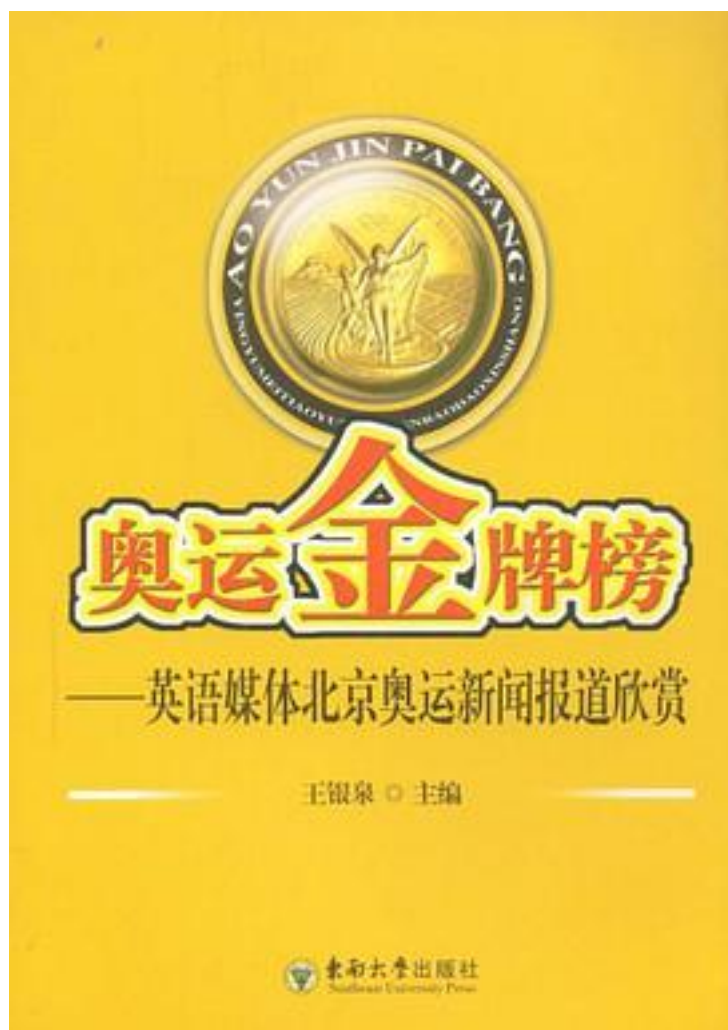 AO YUN JIN PAI BANG
奥运金牌榜
——英语媒体北京奥运新闻报道欣赏
王银泉 ◎ 主编
东南大学出版社
Southeast University Press